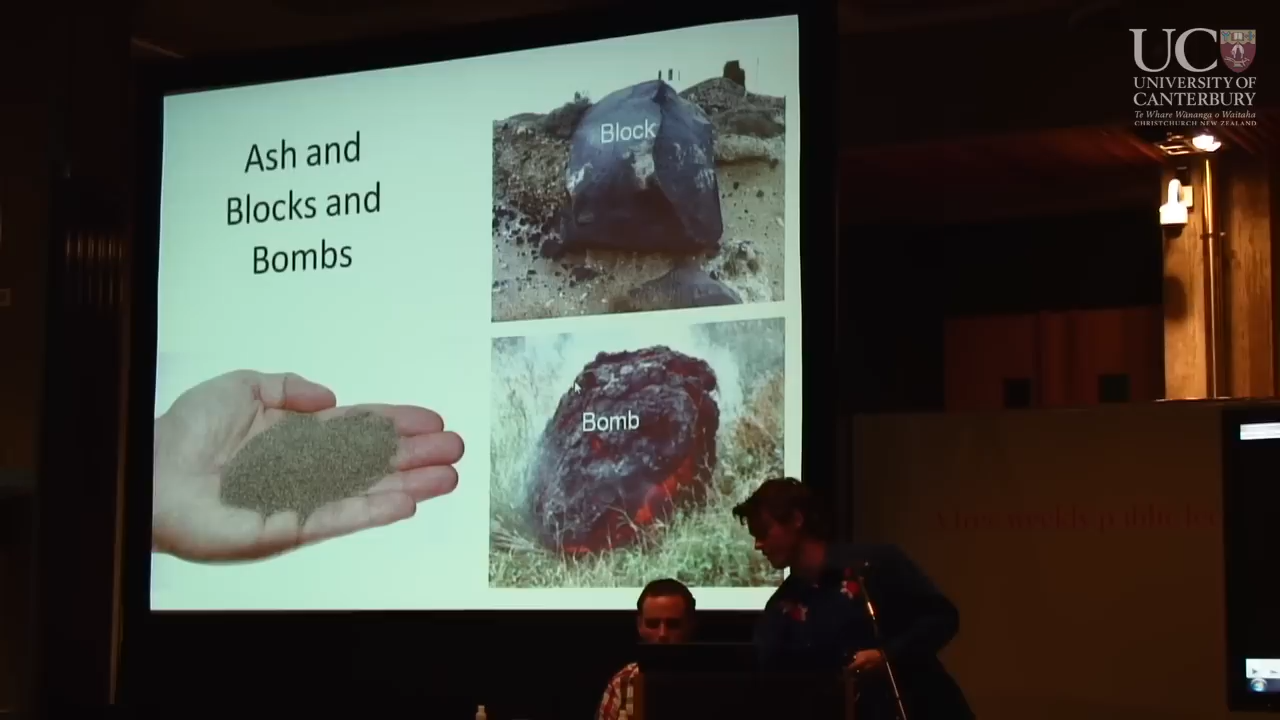 Ash and
Blocks and
Bombs
Block
Bomb
UC
UNIVERSITY OF
CANTERBURY
Te Whare Wānanga o Waitaha
CHRISTCHURCH NEW ZEALAND